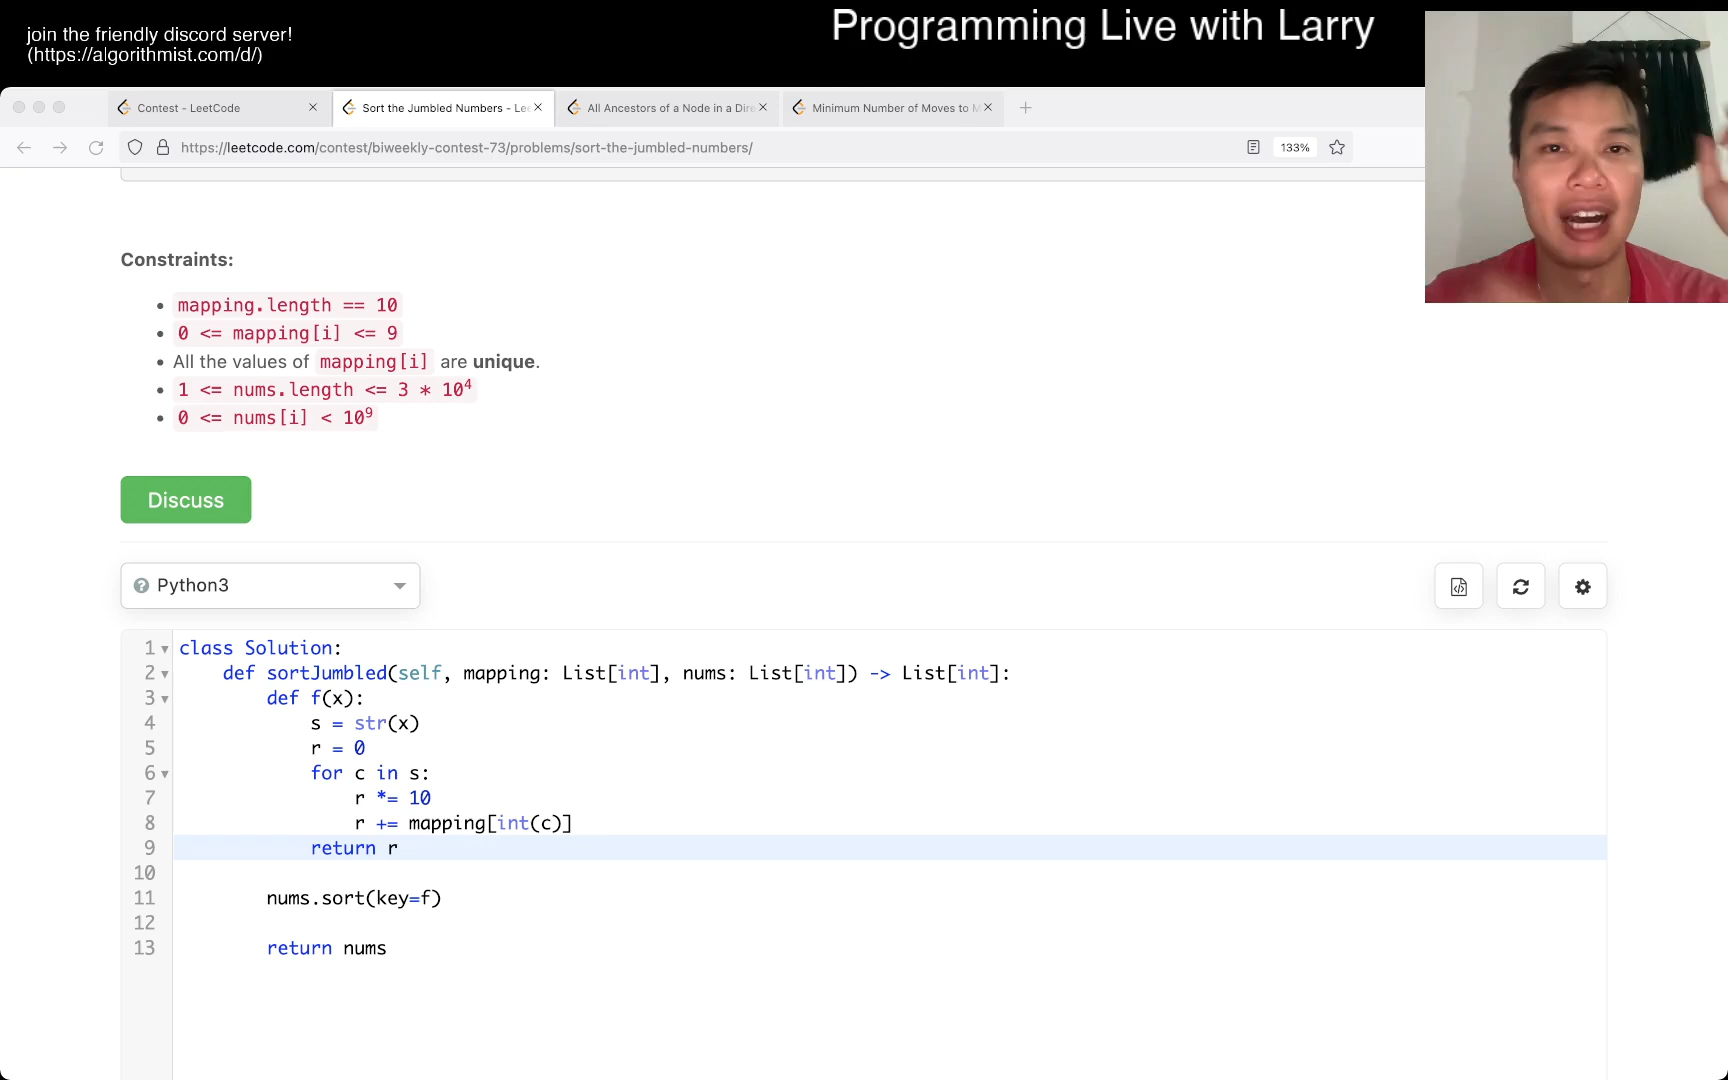 join the friendly discord server!
(https://algorithmist.com/d/)
Programming Live with Larry
Contest - LeetCode
Sort the Jumbled Numbers - Lee
All Ancestors of a Node in a Dire
Minimum Number of Moves to M
https://leetcode.com/contest/biweekly-contest-73/problems/sort-the-jumbled-numbers/
133%
Constraints:
mapping.length == 10
0 <= mapping[i] <= 9
All the values of mapping[i] are unique.
1 <= nums.length <= 3 * 10⁴
0 <= nums[i] < 10⁹
Discuss
Python3
1 class Solution:
2     def sortJumbled(self, mapping: List[int], nums: List[int]) -> List[int]:
3         def f(x):
4             s = str(x)
5             r = 0
6             for c in s:
7                 r *= 10
8                 r += mapping[int(c)]
9             return r
10
11         nums.sort(key=f)
12
13         return nums